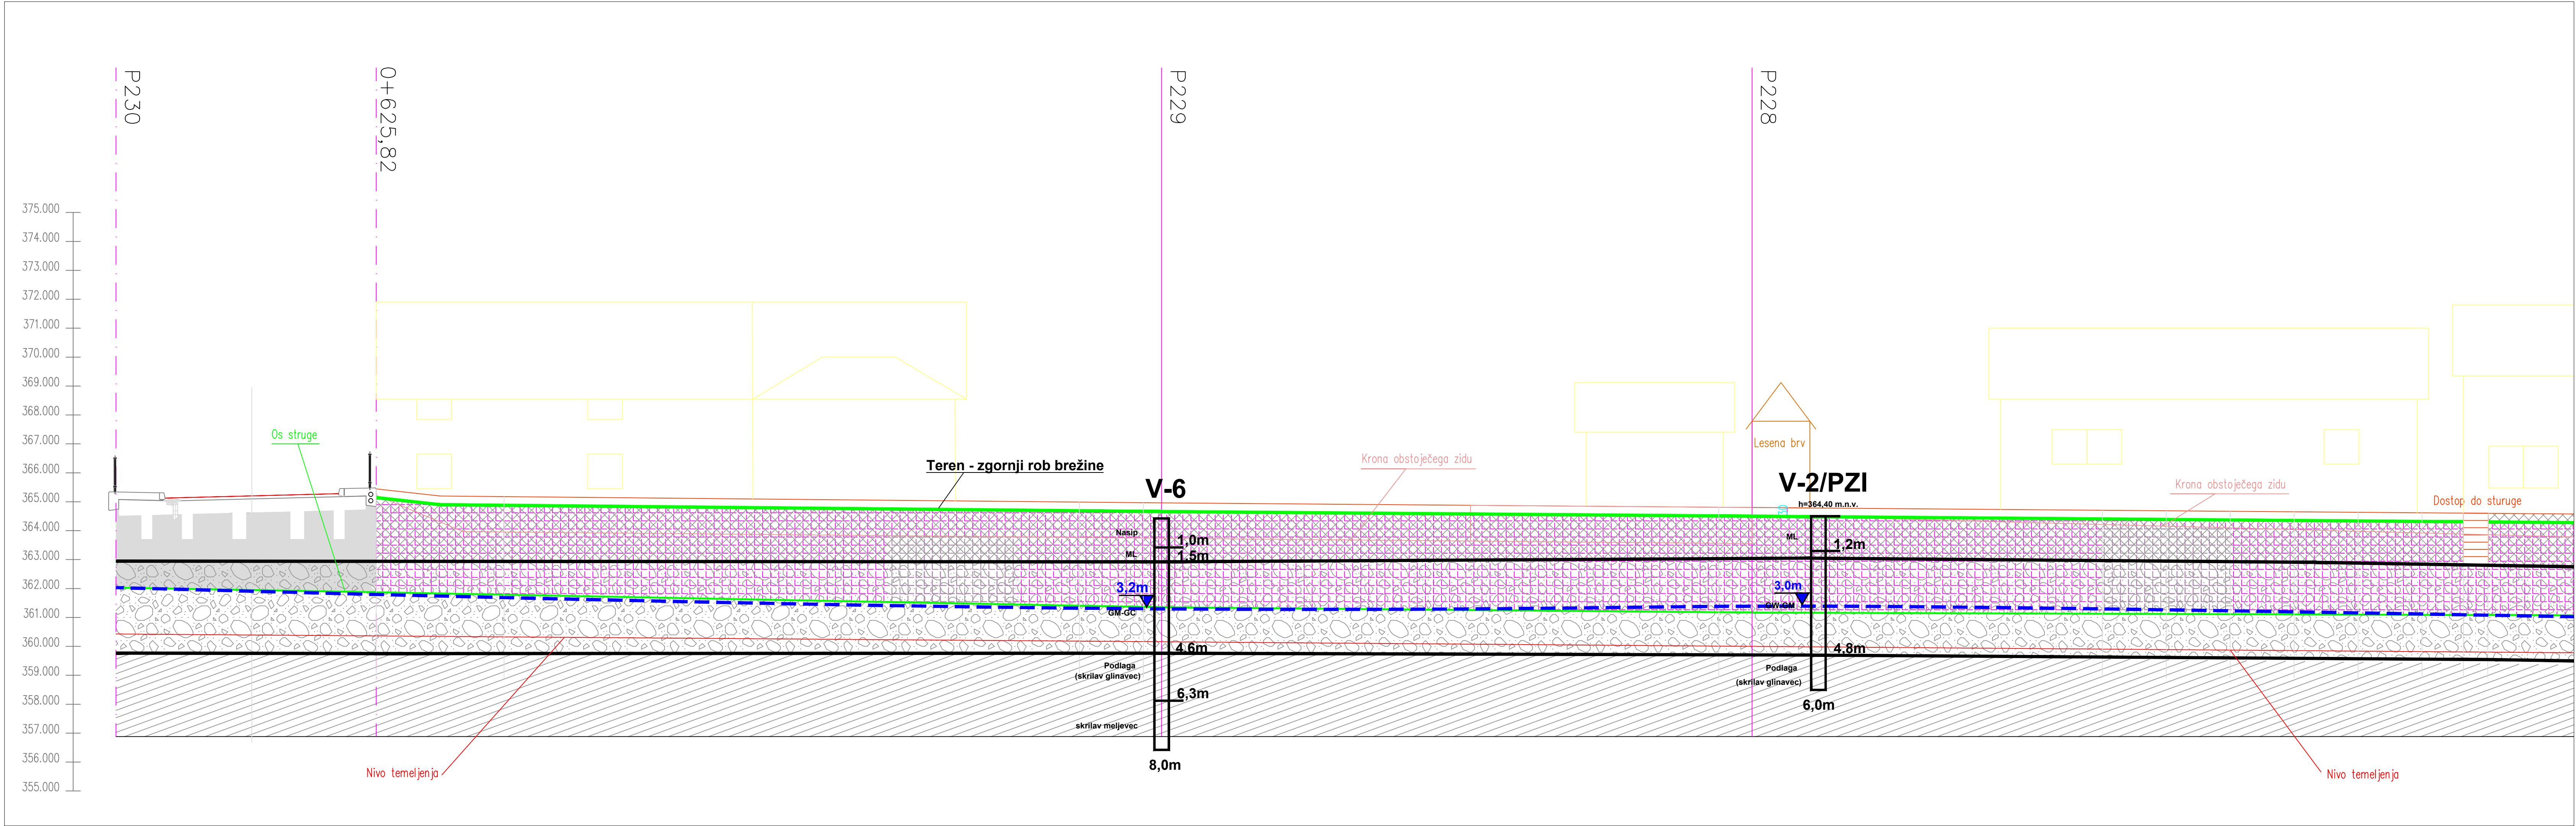 P230
0+625,82
P229
P228
375.000
374.000
373.000
372.000
371.000
370.000
369.000
368.000
367.000
366.000
365.000
364.000
363.000
362.000
361.000
360.000
359.000
358.000
357.000
356.000
355.000
Os struge
Teren - zgornji rob brežine
Krona obstoječega zidu
Lesena brv
Krona obstoječega zidu
Dostop do sturuge
V-6
Nasip
1,0m
ML
1,5m
3,2m
GM-GC
4,6m
Podlaga
(skrilav glinavec)
6,3m
skrilav meljevec
8,0m
V-2/PZI
h=364,40 m.n.v.
ML
1,2m
3,0m
GW-GM
4,8m
Podlaga
(skrilav glinavec)
6,0m
Nivo temeljenja
Nivo temeljenja